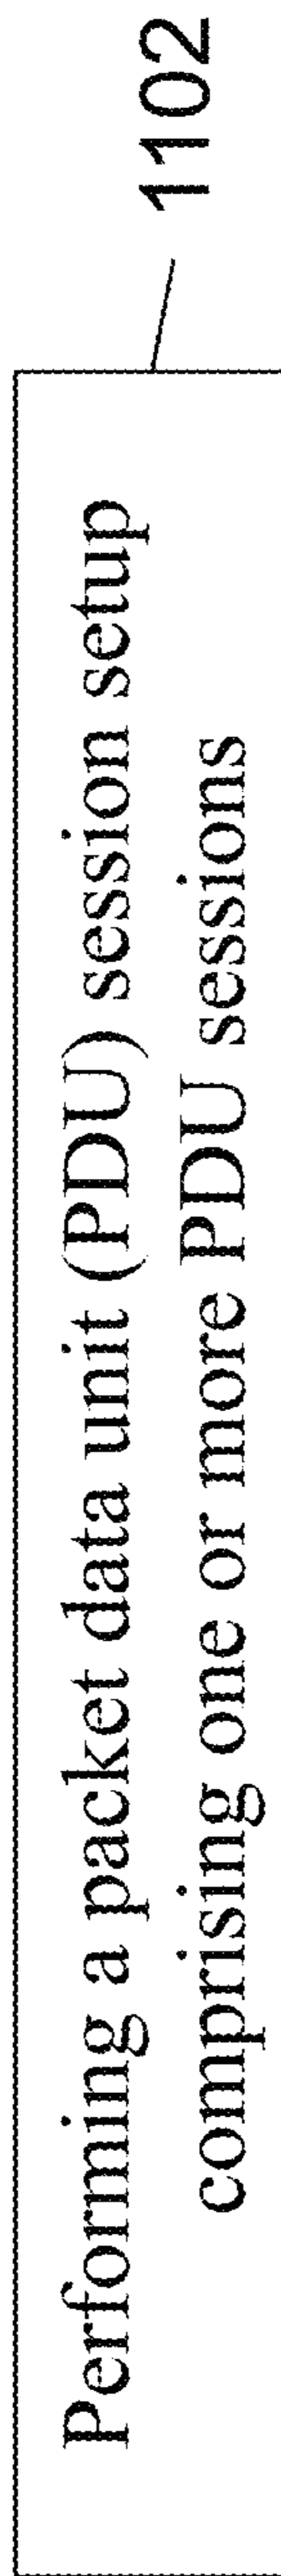 Performing a packet data unit (PDU) session setup
comprising one or more PDU sessions
1102